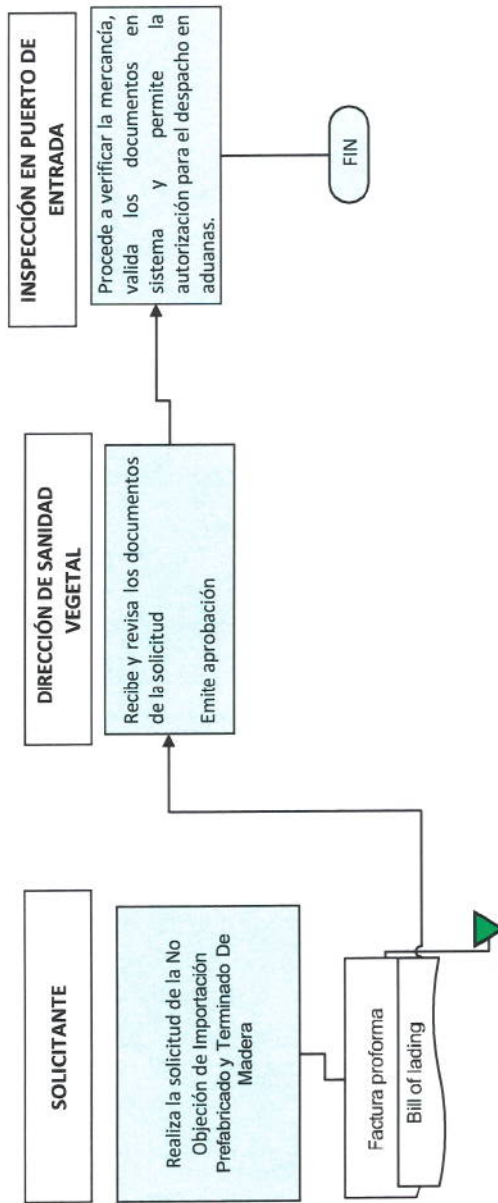 SOLICITANTE
Realiza la solicitud de la No
Objeción de Importación
Prefabricado y Terminado De
Madera
Factura proforma
Bill of lading
DIRECCIÓN DE SANIDAD
VEGETAL
Recibe y revisa los documentos
de la solicitud
Emite aprobación
INSPECCIÓN EN PUERTO DE
ENTRADA
Procede a verificar la mercancía,
valida los documentos en
sistema y permite la
autorización para el despacho en
aduanas.
FIN